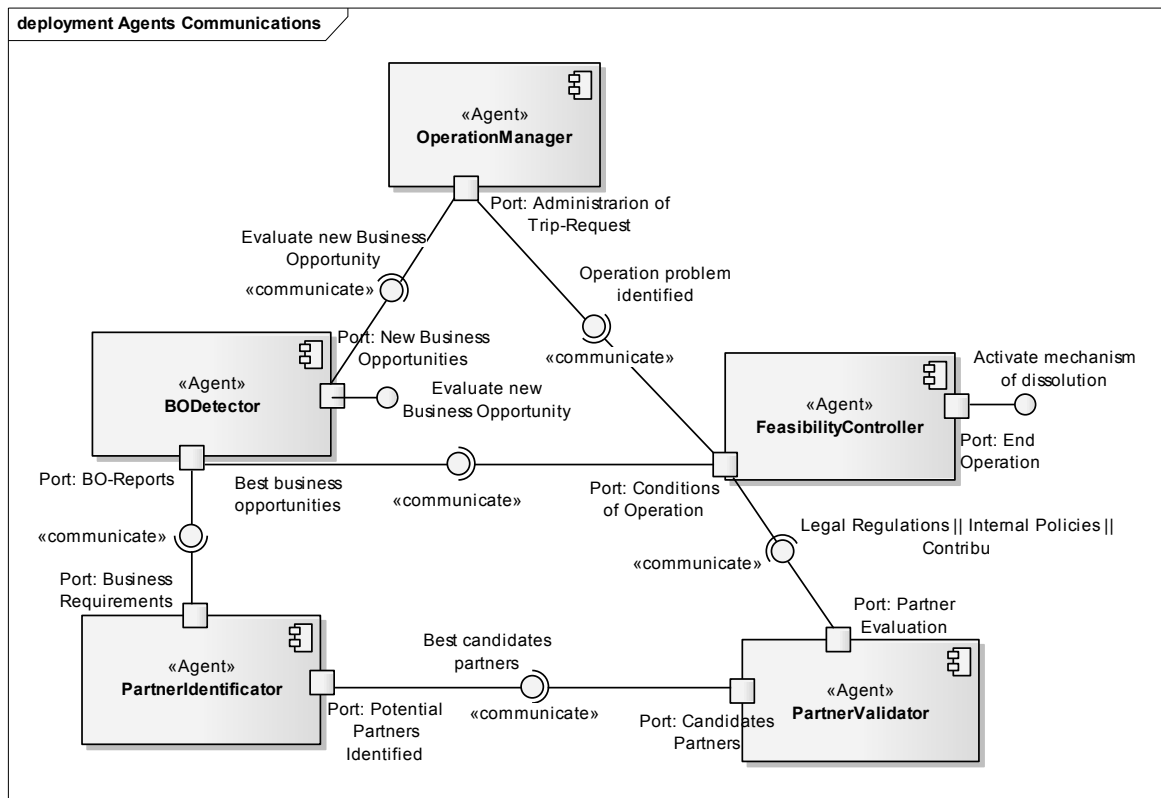 deployment Agents Communications
«Agent»
OperationManager
Port: Administrarion of
Trip-Request
Evaluate new Business
Opportunity
«communicate»
Operation problem
identified
«communicate»
Port: New Business
Opportunities
«Agent»
BODetector
Evaluate new
Business Opportunity
«Agent»
FeasibilityController
Activate mechanism
of dissolution
Port: End
Operation
Port: BO-Reports
Best business
opportunities
«communicate»
Port: Conditions
of Operation
«communicate»
Legal Regulations || Internal Policies ||
Contribu
«communicate»
Port: Business
Requirements
Port: Partner
Evaluation
«Agent»
PartnerIdentificator
Best candidates
partners
«communicate»
Port: Potential
Partners
Identified
Port: Candidates
Partners
«Agent»
PartnerValidator